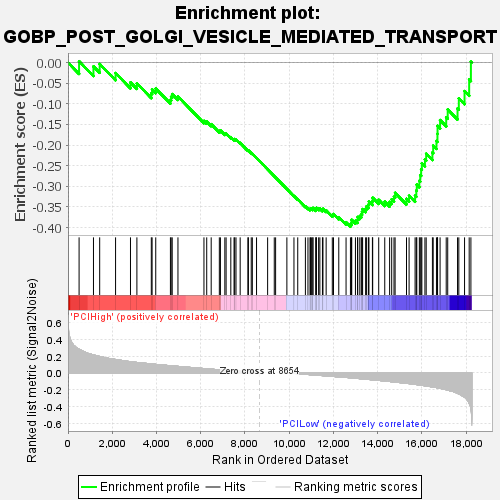 Enrichment plot:
GOBP_POST_GOLGI_VESICLE_MEDIATED_TRANSPORT
Enrichment score (ES)
0.00
-0.05
-0.10
-0.15
-0.20
-0.25
-0.30
-0.35
-0.40
Ranked list metric (Signal2Noise)
'PCIHigh' (positively correlated)
0.6
0.4
0.2
0.0
-0.2
-0.4
-0.6
Zero cross at 8654
'PCILow' (negatively correlated)
0 2,000 4,000 6,000 8,000 10,000 12,000 14,000 16,000 18,000
Rank in Ordered Dataset
Enrichment profile Hits Ranking metric scores